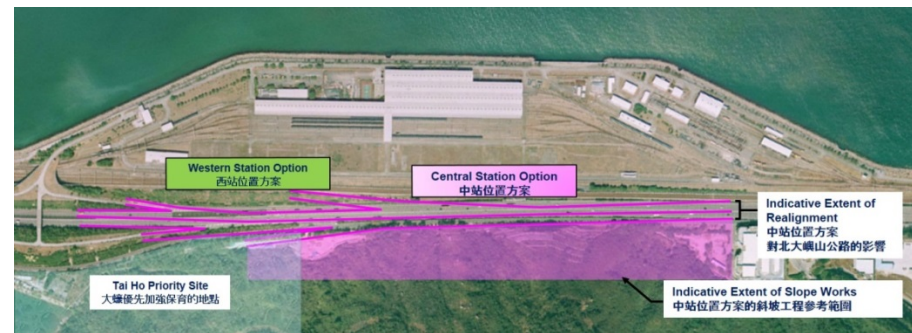 Western Station Option
西站位置方案
Central Station Option
中站位置方案
Indicative Extent of
Realignment
中站位置方案
對北大嶼山公路的影響
Tai Ho Priority Site
大蠔優先加強保育的地點
Indicative Extent of Slope Works
中站位置方案的斜坡工程參考範圍